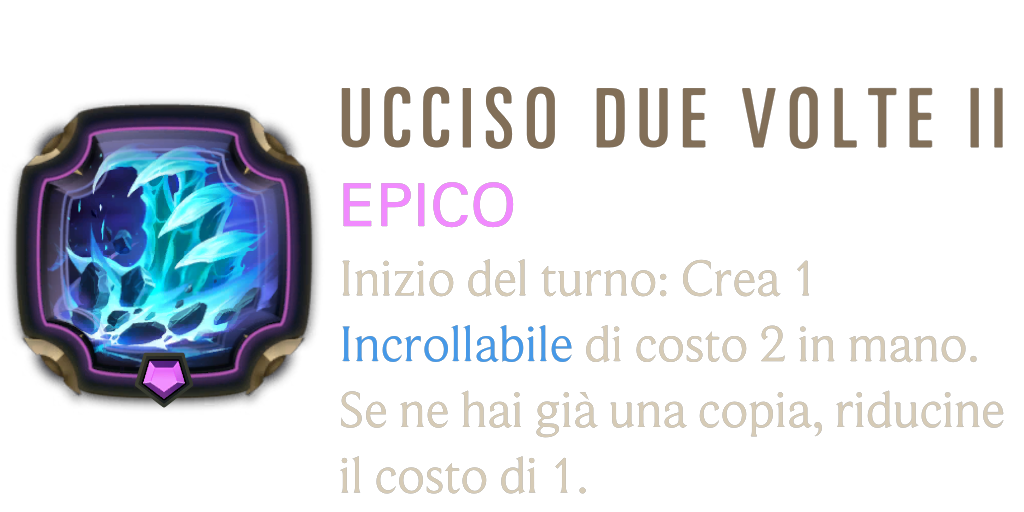 UCCISO DUE VOLTE II
EPICO
Inizio del turno: Crea 1
Incrollabile di costo 2 in mano.
Se ne hai già una copia, riducine
il costo di 1.